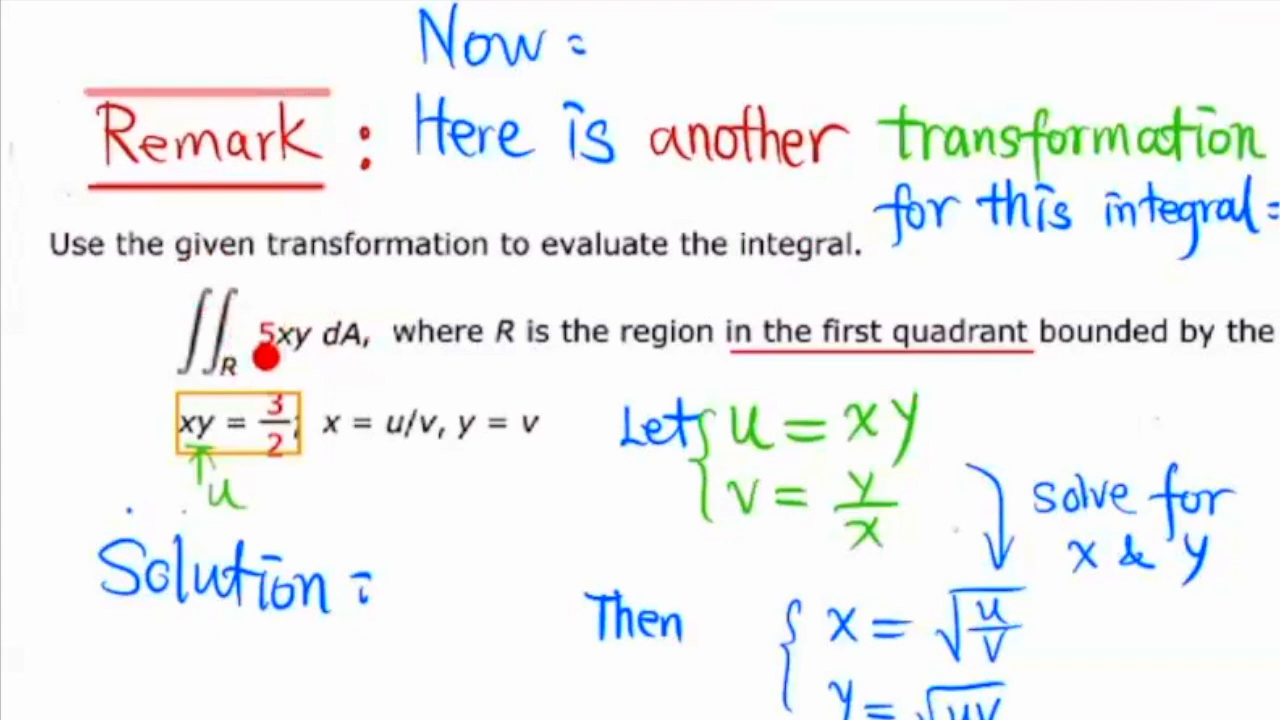 Now:
Remark : Here is another transformation
for this integral:
Use the given transformation to evaluate the integral.
∬_R 5xy dA, where R is the region in the first quadrant bounded by the
xy = 3/2; x = u/v, y = v
u
Let { u = xy
v = y/x
solve for
x & y
Solution:
Then { x = √(u/v)
y = √(uv)